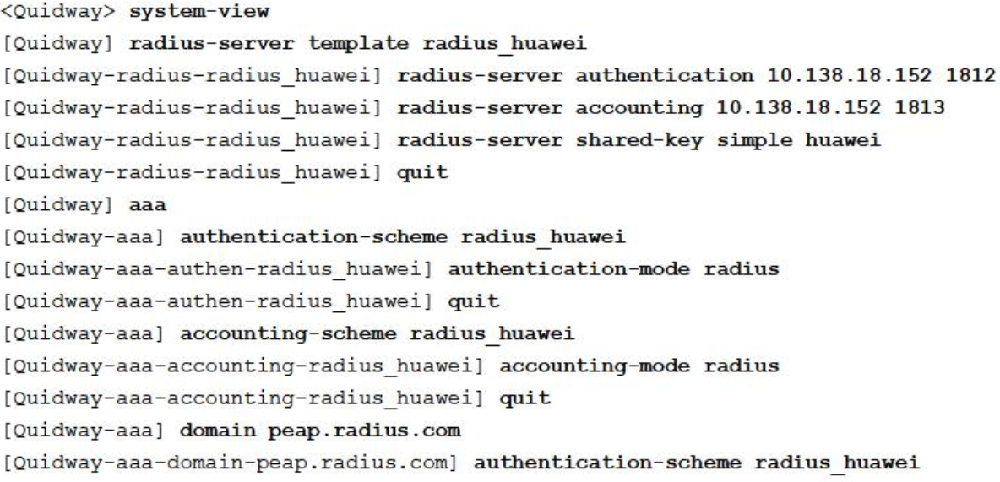 <Quidway> system-view
[Quidway] radius-server template radius_huawei
[Quidway-radius-radius_huawei] radius-server authentication 10.138.18.152 1812
[Quidway-radius-radius_huawei] radius-server accounting 10.138.18.152 1813
[Quidway-radius-radius_huawei] radius-server shared-key simple huawei
[Quidway-radius-radius_huawei] quit
[Quidway] aaa
[Quidway-aaa] authentication-scheme radius_huawei
[Quidway-aaa-authen-radius_huawei] authentication-mode radius
[Quidway-aaa-authen-radius_huawei] quit
[Quidway-aaa] accounting-scheme radius_huawei
[Quidway-aaa-accounting-radius_huawei] accounting-mode radius
[Quidway-aaa-accounting-radius_huawei] quit
[Quidway-aaa] domain peap.radius.com
[Quidway-aaa-domain-peap.radius.com] authentication-scheme radius_huawei